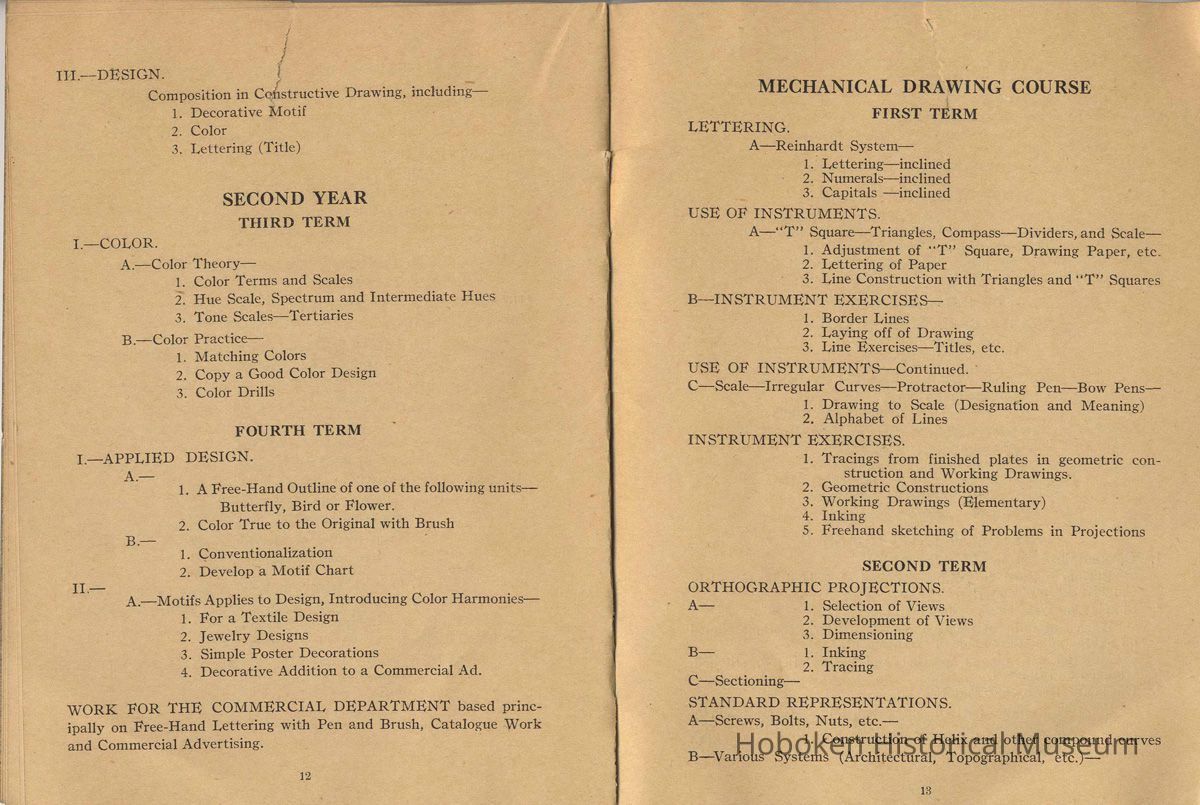 III.—DESIGN.
Composition in Constructive Drawing, including—
1. Decorative Motif
2. Color
3. Lettering (Title)
SECOND YEAR
THIRD TERM
I.—COLOR.
A.—Color Theory—
1. Color Terms and Scales
2. Hue Scale, Spectrum and Intermediate Hues
3. Tone Scales—Tertiaries
B.—Color Practice—
1. Matching Colors
2. Copy a Good Color Design
3. Color Drills
FOURTH TERM
I.—APPLIED DESIGN.
A.—
1. A Free-Hand Outline of one of the following units—
Butterfly, Bird or Flower.
2. Color True to the Original with Brush
B.—
1. Conventionalization
2. Develop a Motif Chart
II.—
A.—Motifs Applies to Design, Introducing Color Harmonies—
1. For a Textile Design
2. Jewelry Designs
3. Simple Poster Decorations
4. Decorative Addition to a Commercial Ad.
WORK FOR THE COMMERCIAL DEPARTMENT based princ-
ipally on Free-Hand Lettering with Pen and Brush, Catalogue Work
and Commercial Advertising.
12
MECHANICAL DRAWING COURSE
FIRST TERM
LETTERING.
A—Reinhardt System—
1. Lettering—inclined
2. Numerals—inclined
3. Capitals —inclined
USE OF INSTRUMENTS.
A—"T" Square—Triangles, Compass—Dividers, and Scale—
1. Adjustment of "T" Square, Drawing Paper, etc.
2. Lettering of Paper
3. Line Construction with Triangles and "T" Squares
B—INSTRUMENT EXERCISES—
1. Border Lines
2. Laying off of Drawing
3. Line Exercises—Titles, etc.
USE OF INSTRUMENTS—Continued.
C—Scale—Irregular Curves—Protractor—Ruling Pen—Bow Pens—
1. Drawing to Scale (Designation and Meaning)
2. Alphabet of Lines
INSTRUMENT EXERCISES.
1. Tracings from finished plates in geometric con-
struction and Working Drawings.
2. Geometric Constructions
3. Working Drawings (Elementary)
4. Inking
5. Freehand sketching of Problems in Projections
SECOND TERM
ORTHOGRAPHIC PROJECTIONS.
A— 1. Selection of Views
2. Development of Views
3. Dimensioning
B— 1. Inking
2. Tracing
C—Sectioning—
STANDARD REPRESENTATIONS.
A—Screws, Bolts, Nuts, etc.—
1. Construction of Helix and other compound curves
B—Various Systems (Architectural, Topographical, etc.)—
Hoboken Historical Museum
13